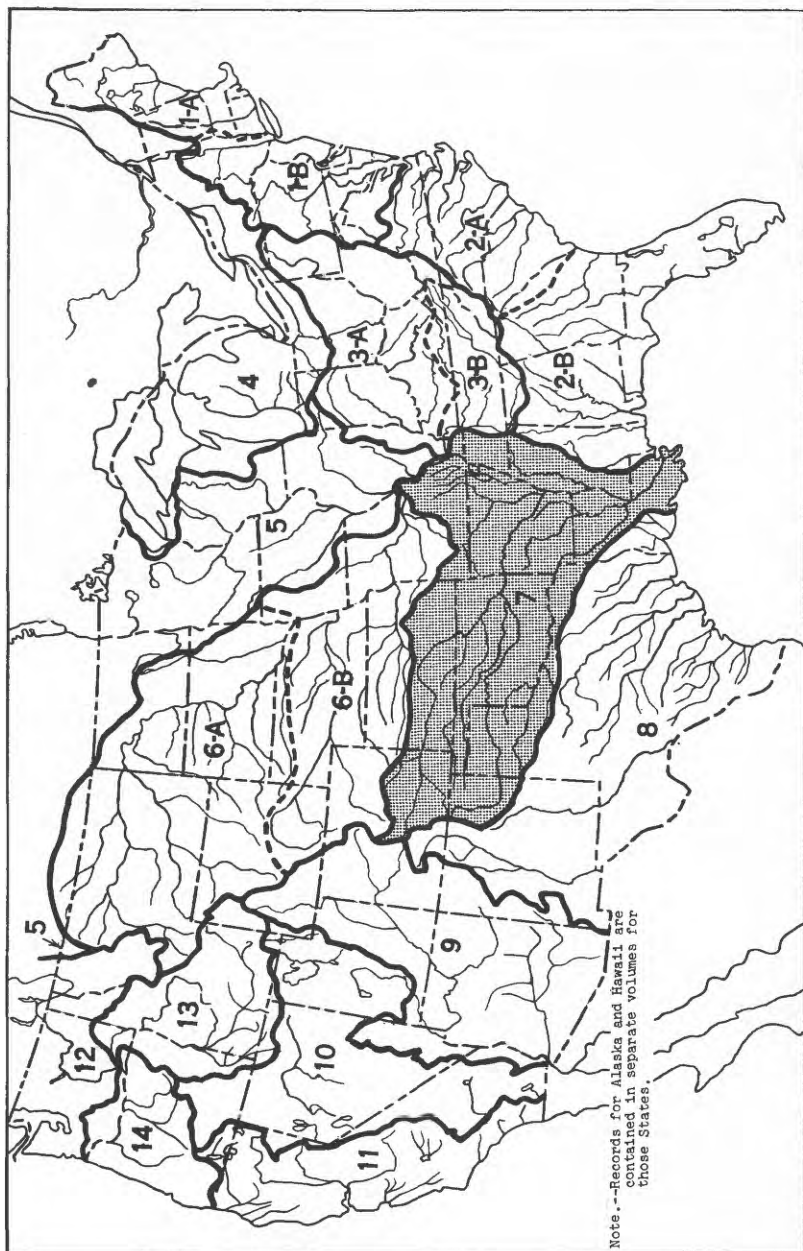 5
12
14
13
6-A
5
4
1-A
1-B
3-A
10
11
6-B
9
7
3-B
2-A
2-B
8
Note.--Records for Alaska and Hawaii are
contained in separate volumes for
those States.